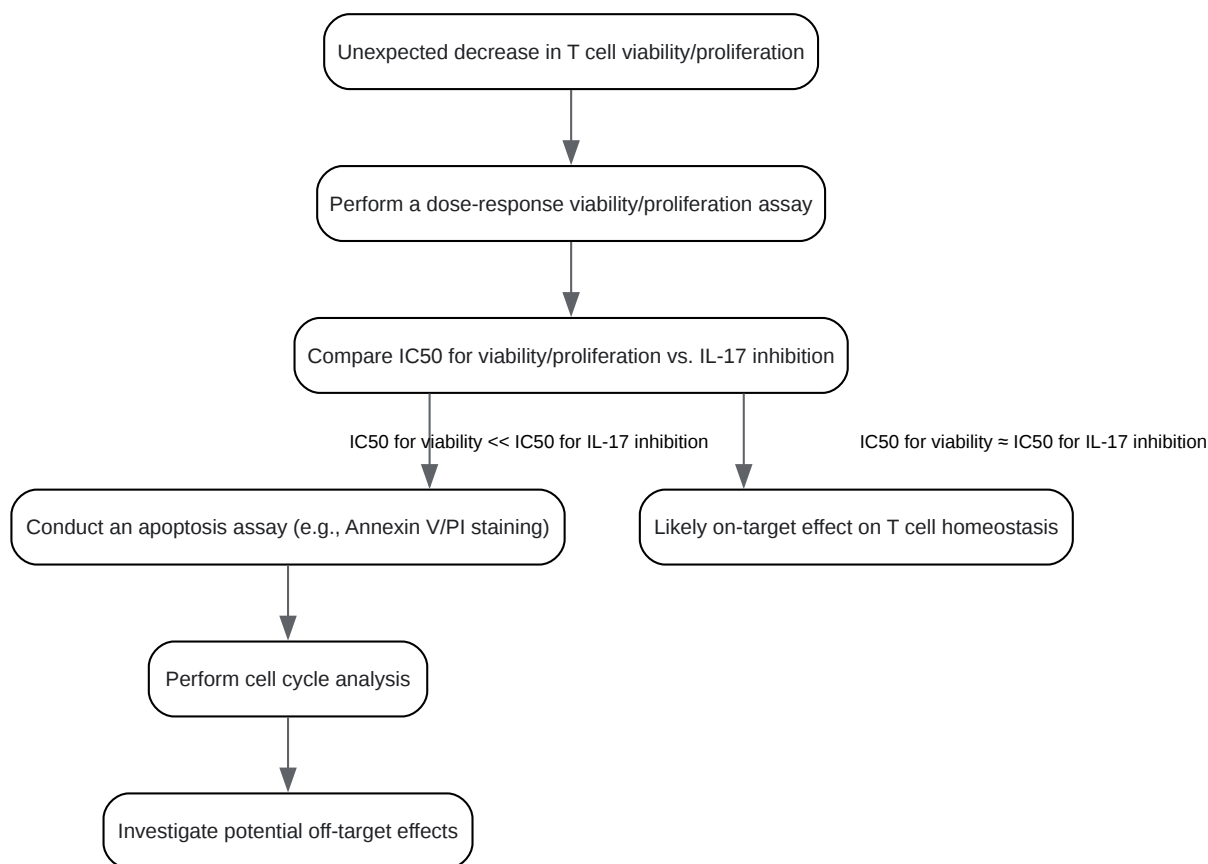 Unexpected decrease in T cell viability/proliferation
Perform a dose-response viability/proliferation assay
Compare IC50 for viability/proliferation vs. IL-17 inhibition
IC50 for viability << IC50 for IL-17 inhibition
IC50 for viability ≈ IC50 for IL-17 inhibition
Conduct an apoptosis assay (e.g., Annexin V/PI staining)
Likely on-target effect on T cell homeostasis
Perform cell cycle analysis
Investigate potential off-target effects